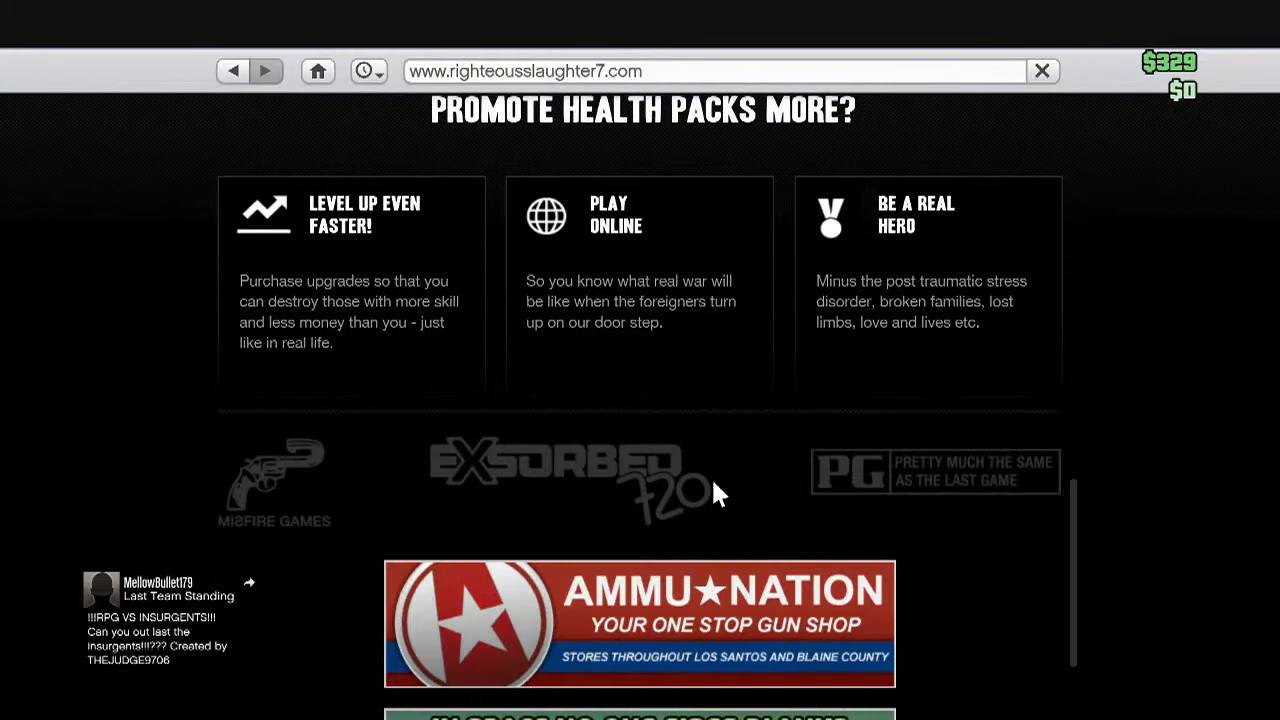 www.righteousslaughter7.com
$329
$0
PROMOTE HEALTH PACKS MORE?
LEVEL UP EVEN
FASTER!
Purchase upgrades so that you
can destroy those with more skill
and less money than you - just
like in real life.
PLAY
ONLINE
So you know what real war will
be like when the foreigners turn
up on our door step.
BE A REAL
HERO
Minus the post traumatic stress
disorder, broken families, lost
limbs, love and lives etc.
MISFIRE GAMES
EXSORBED
720
PG PRETTY MUCH THE SAME
AS THE LAST GAME
MellowBullet179
Last Team Standing
!!!RPG VS INSURGENTS!!!
Can you out last the
insurgents!!!??? Created by
THEJUDGE9706
AMMU★NATION
YOUR ONE STOP GUN SHOP
STORES THROUGHOUT LOS SANTOS AND BLAINE COUNTY